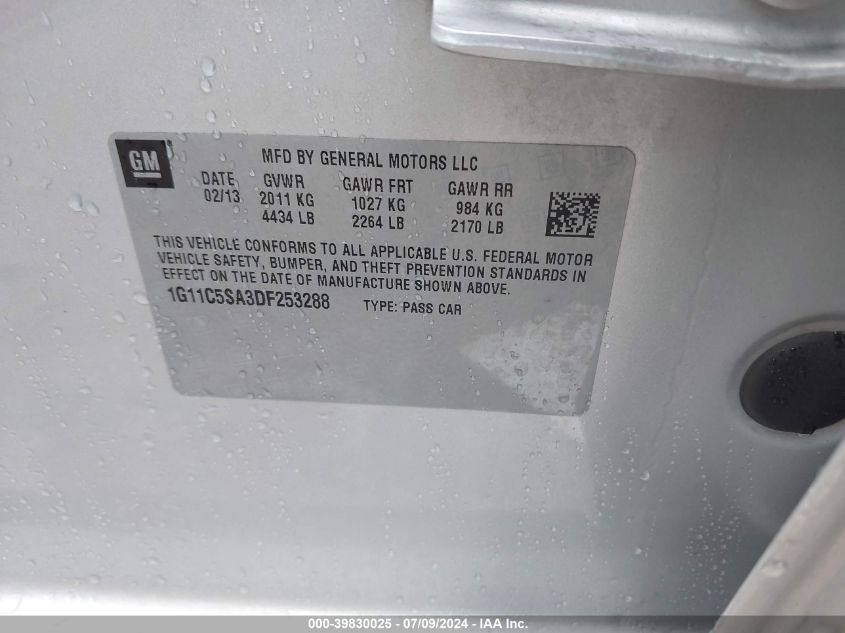 GM
MFD BY GENERAL MOTORS LLC
DATE GVWR GAWR FRT GAWR RR
02/13 2011 KG 1027 KG 984 KG
4434 LB 2264 LB 2170 LB
THIS VEHICLE CONFORMS TO ALL APPLICABLE U.S. FEDERAL MOTOR
VEHICLE SAFETY, BUMPER, AND THEFT PREVENTION STANDARDS IN
EFFECT ON THE DATE OF MANUFACTURE SHOWN ABOVE.
1G11C5SA3DF253288 TYPE: PASS CAR
000-39830025 - 07/09/2024 - IAA Inc.